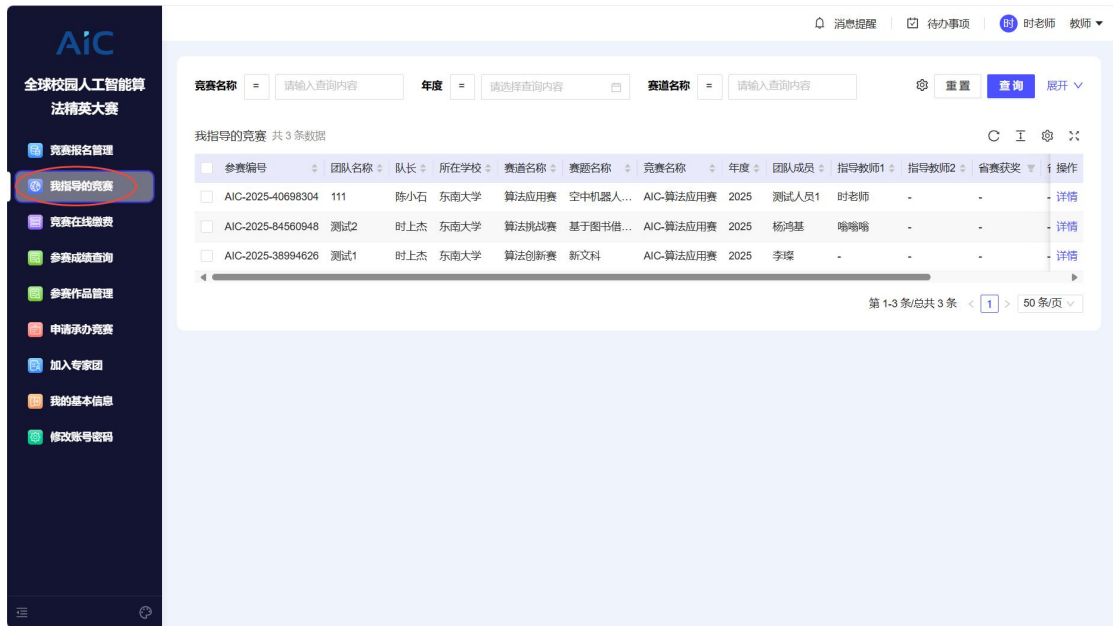 AiC
全球校园人工智能算
法精英大赛
竞赛报名管理
我指导的竞赛
竞赛在线缴费
参赛成绩查询
参赛作品管理
申请承办竞赛
加入专家团
我的基本信息
修改账号密码
消息提醒 待办事项 时 时老师 教师
竞赛名称 = 请输入查询内容 年度 = 请选择查询内容 赛道名称 = 请输入查询内容 重置 查询 展开
我指导的竞赛 共 3 条数据
参赛编号 团队名称 队长 所在学校 赛道名称 赛题名称 竞赛名称 年度 团队成员 指导教师1 指导教师2 省赛获奖 操作
AIC-2025-40698304 111 陈小石 东南大学 算法应用赛 空中机器人... AIC-算法应用赛 2025 测试人员1 时老师 - - - 详情
AIC-2025-84560948 测试2 时上杰 东南大学 算法挑战赛 基于图书借... AIC-算法应用赛 2025 杨鸿基 嗡嗡嗡 - - - 详情
AIC-2025-38994626 测试1 时上杰 东南大学 算法创新赛 新文科 AIC-算法应用赛 2025 李璨 - - - - 详情
第 1-3 条/总共 3 条 < 1 > 50 条/页